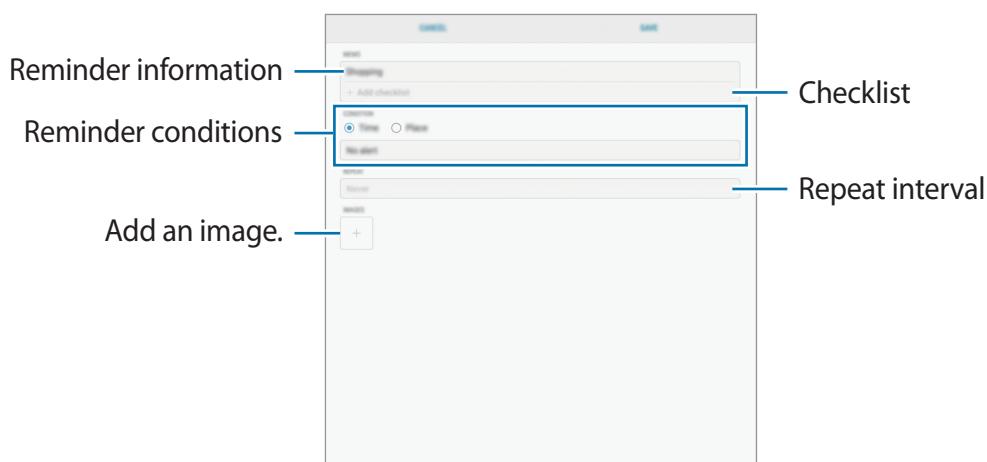 CANCEL SAVE
MEMO
Reminder information
Shopping
+ Add checklist
Checklist
CONDITION
Reminder conditions
Time Place
No alert
REPEAT
Never
Repeat interval
IMAGES
Add an image.
+